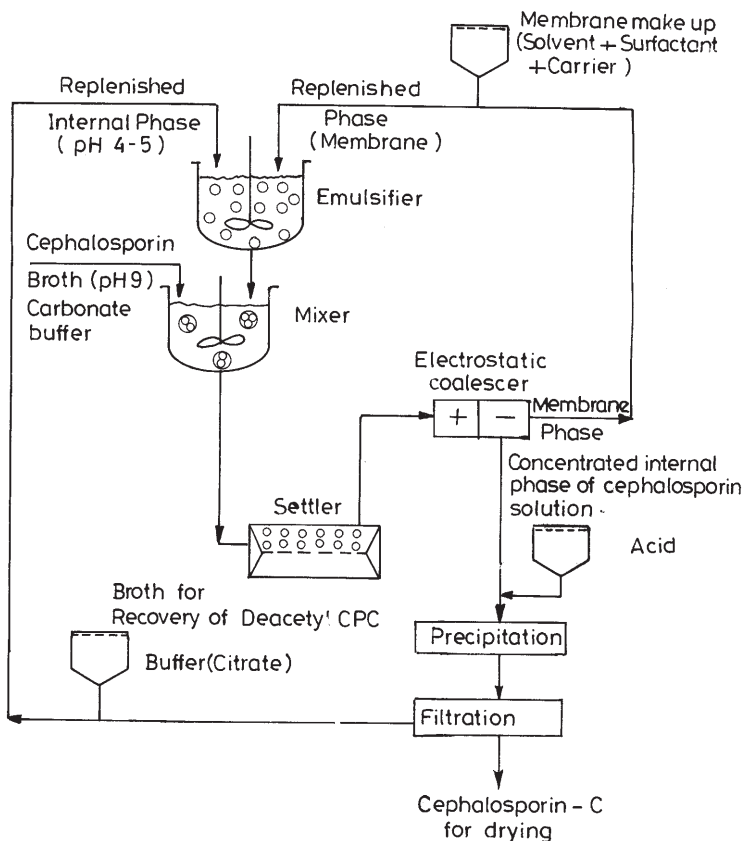 Membrane make up
(Solvent + Surfactant
+ Carrier)
Replenished
Internal Phase
(pH 4-5)
Replenished
Phase
(Membrane)
Emulsifier
Cephalosporin
Broth (pH9)
Carbonate
buffer
Mixer
Electrostatic
coalescer
+ −
Membrane
Phase
Concentrated internal
phase of cephalosporin
solution
Settler
Acid
Broth for
Recovery of Deacety' CPC
Buffer(Citrate)
Precipitation
Filtration
Cephalosporin - C
for drying